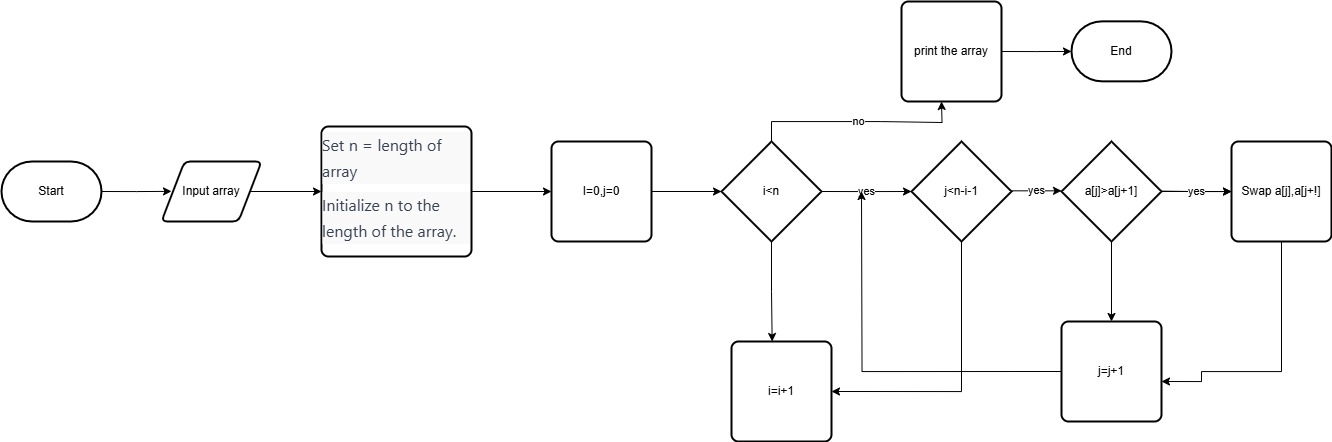 print the array
End
no
Set n = length of
array
Initialize n to the
length of the array.
Start
Input array
I=0,j=0
i<n
yes
j<n-i-1
yes
a[j]>a[j+1]
yes
Swap a[j],a[j+!]
i=i+1
j=j+1